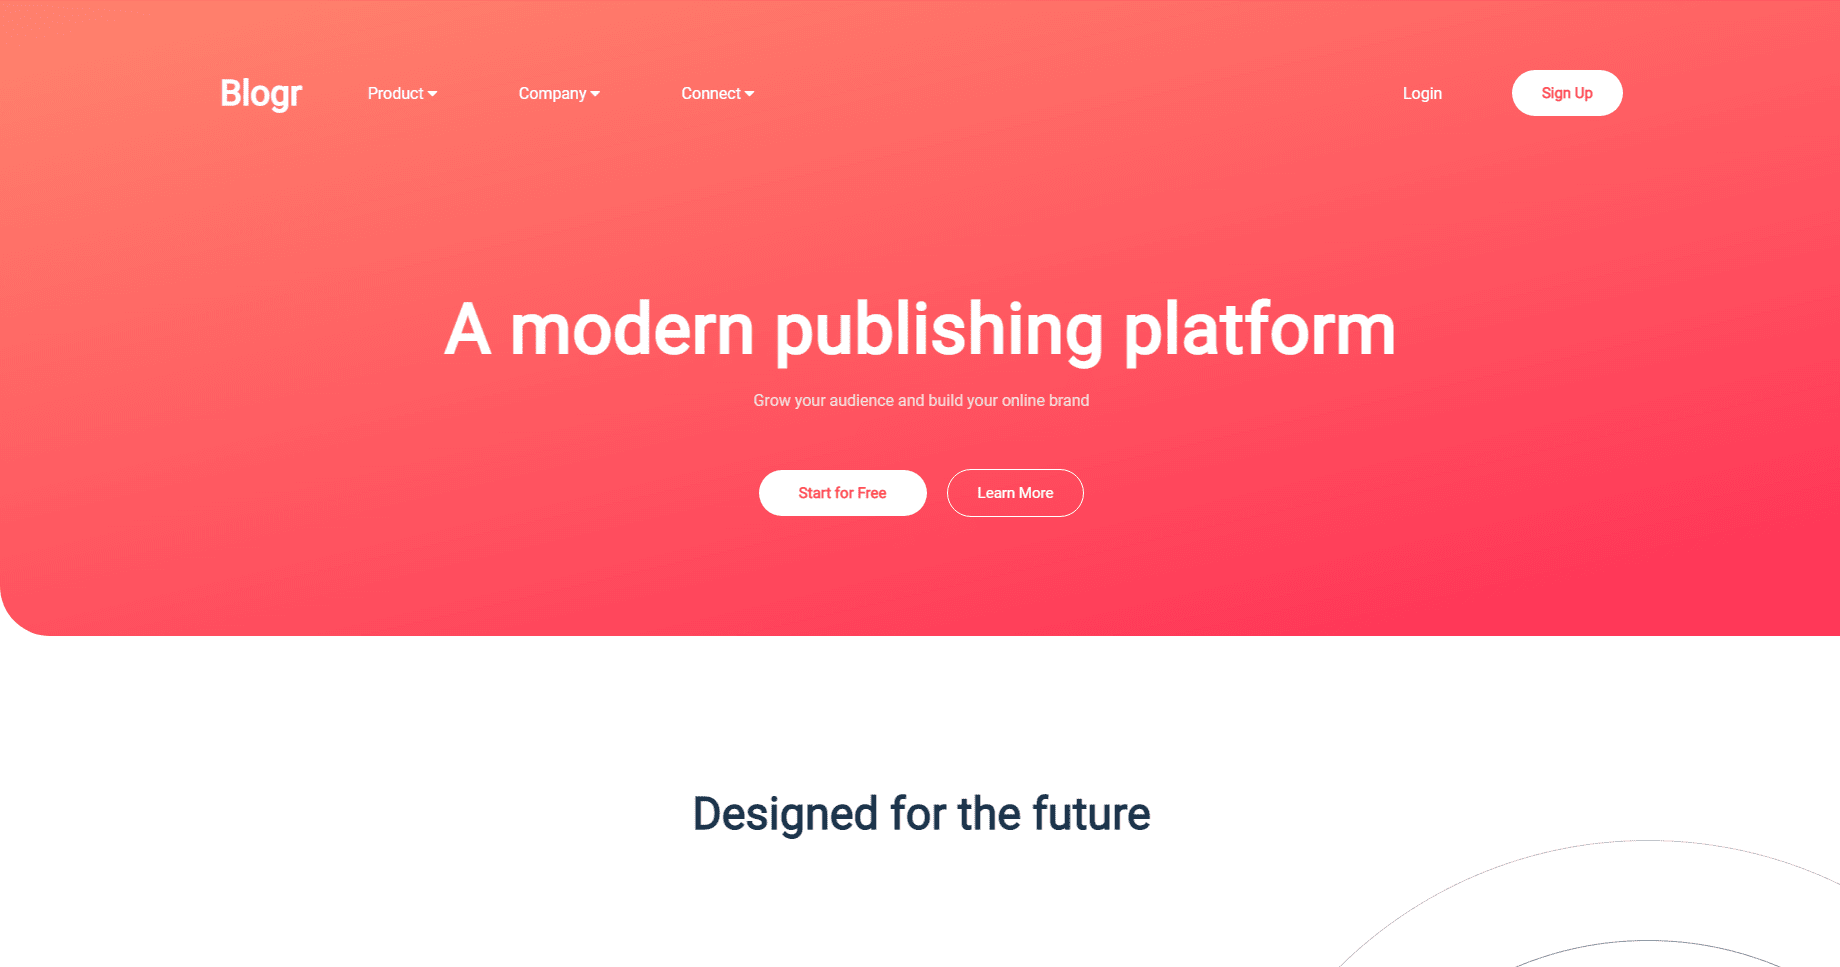 Blogr Product Company Connect Login Sign Up
A modern publishing platform
Grow your audience and build your online brand
Start for Free Learn More
Designed for the future